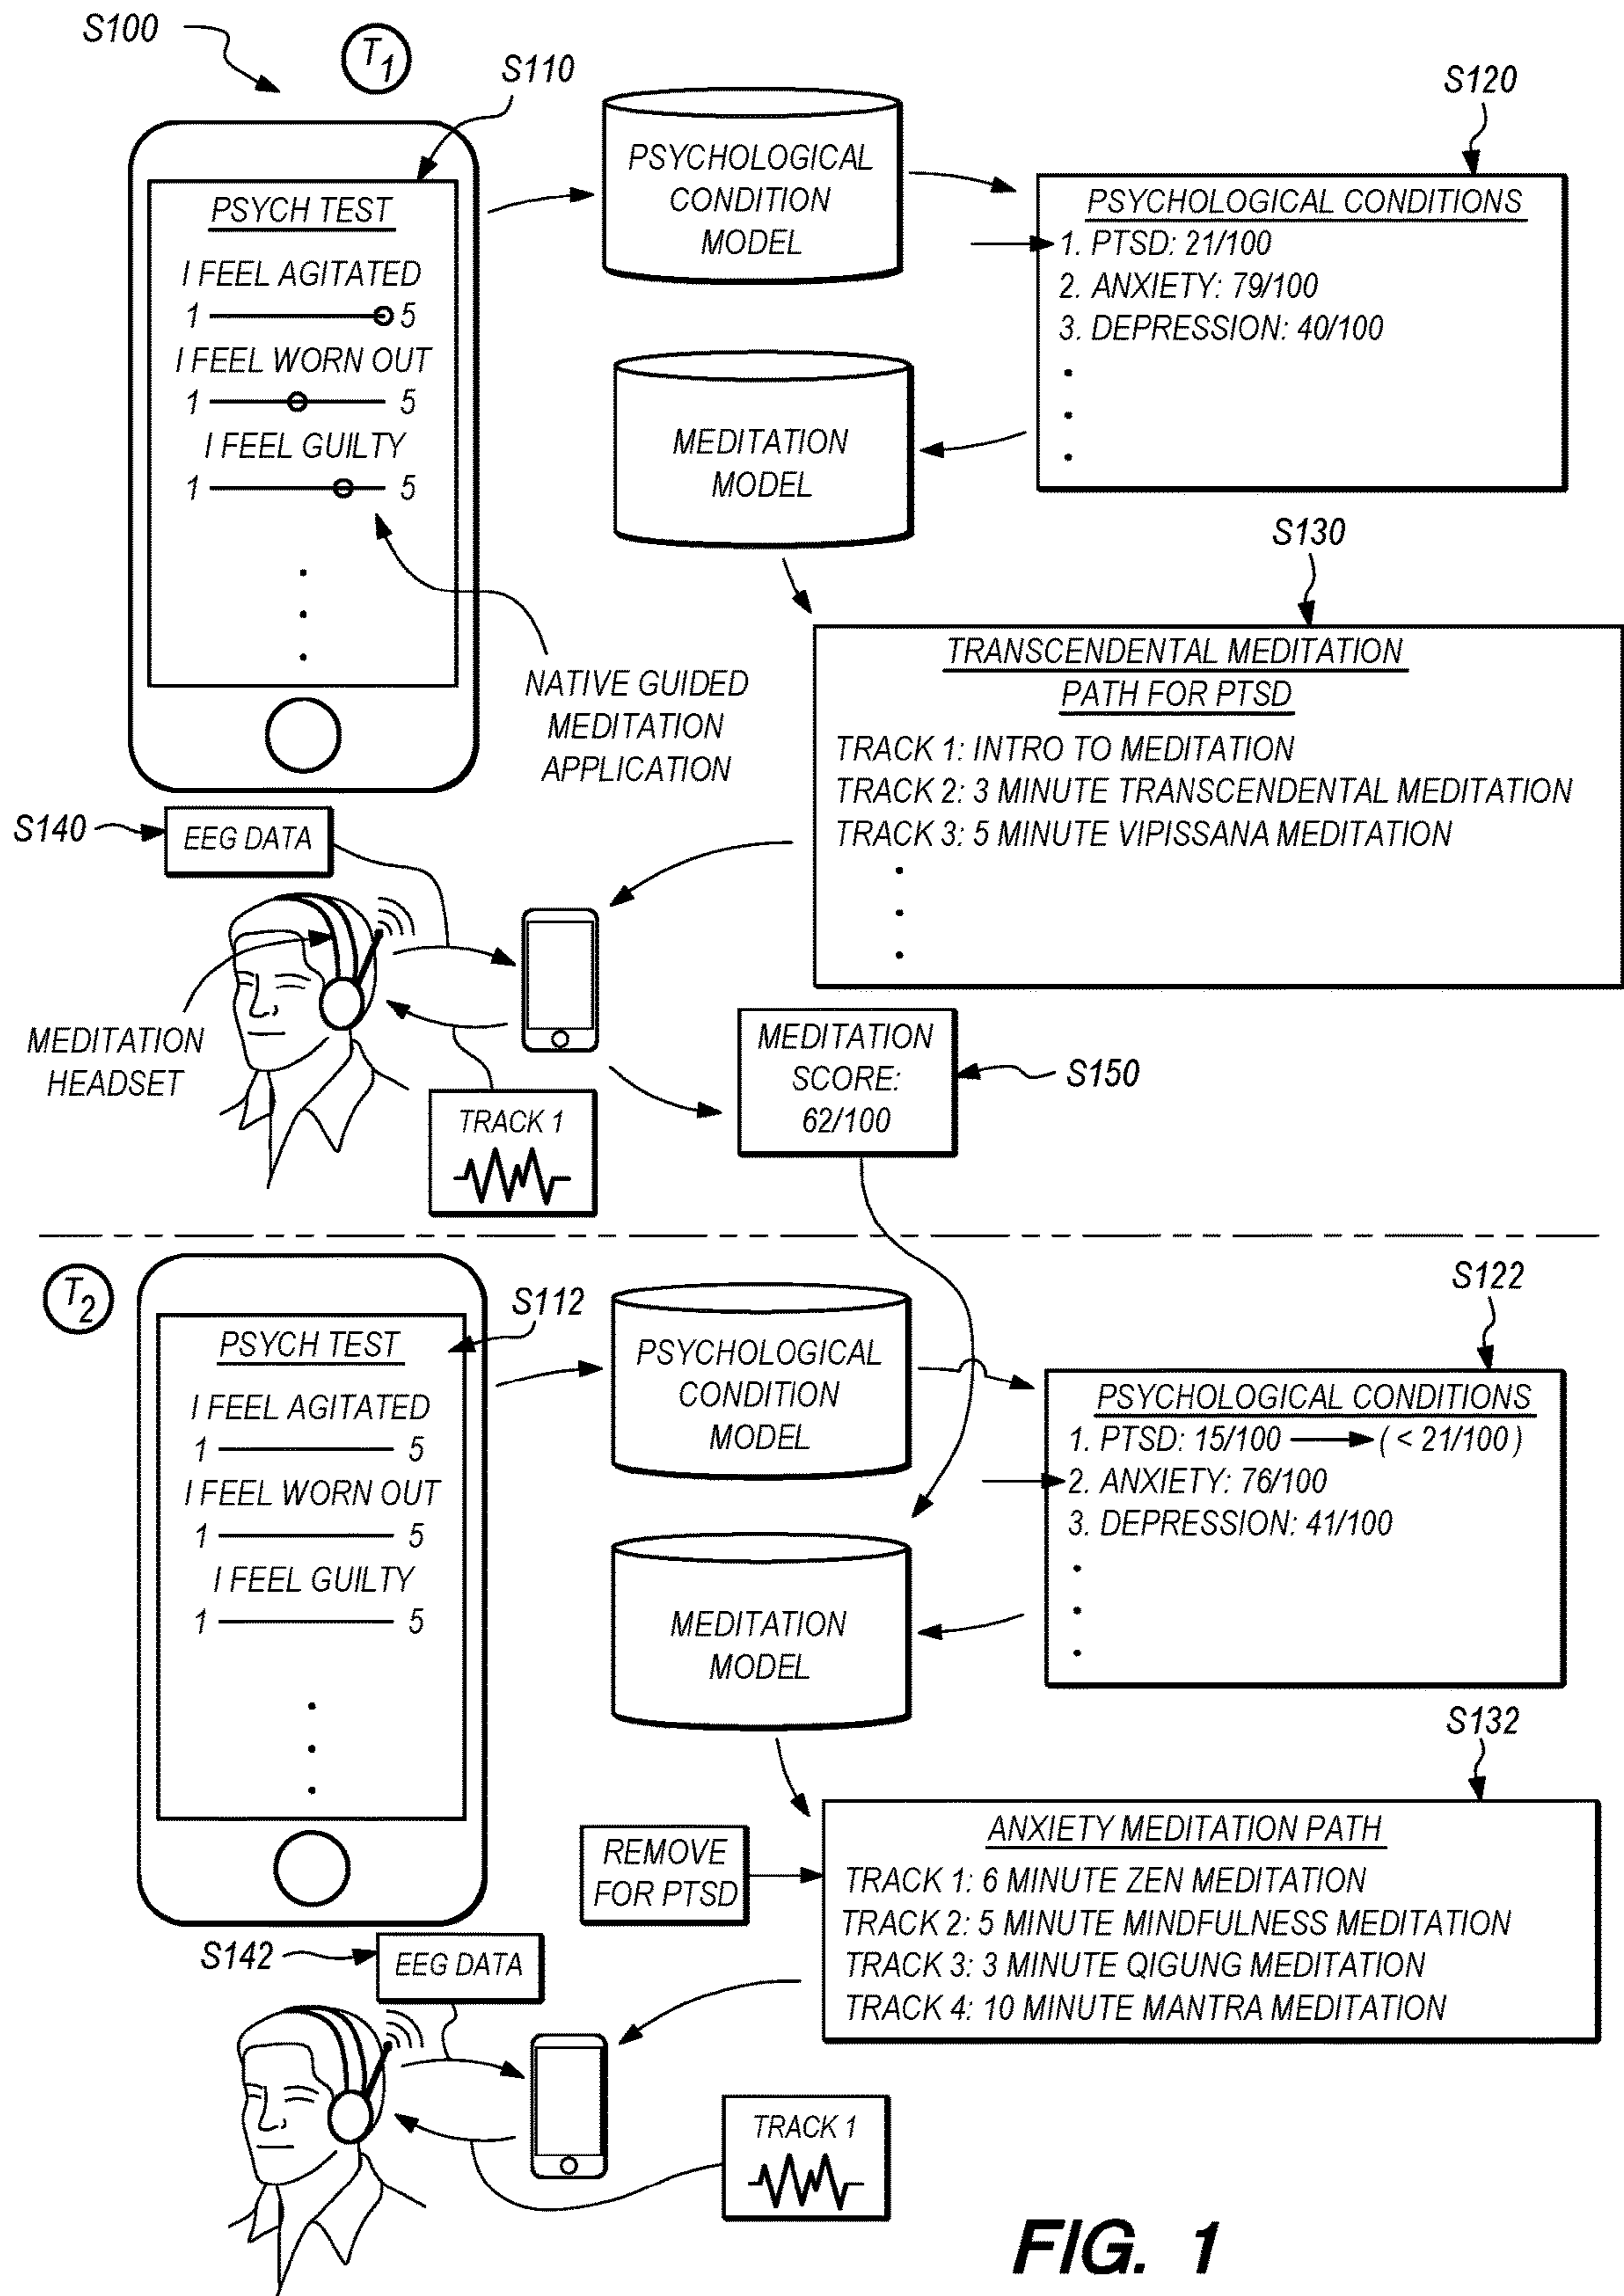 S100
T1
S110
S120
PSYCH TEST
I FEEL AGITATED
1 5
I FEEL WORN OUT
1 5
I FEEL GUILTY
1 5
NATIVE GUIDED
MEDITATION
APPLICATION
PSYCHOLOGICAL
CONDITION
MODEL
PSYCHOLOGICAL CONDITIONS
1. PTSD: 21/100
2. ANXIETY: 79/100
3. DEPRESSION: 40/100
MEDITATION
MODEL
S130
TRANSCENDENTAL MEDITATION
PATH FOR PTSD
TRACK 1: INTRO TO MEDITATION
TRACK 2: 3 MINUTE TRANSCENDENTAL MEDITATION
TRACK 3: 5 MINUTE VIPISSANA MEDITATION
S140
EEG DATA
MEDITATION
HEADSET
TRACK 1
MEDITATION
SCORE:
62/100
S150
T2
S112
S122
PSYCH TEST
I FEEL AGITATED
1 5
I FEEL WORN OUT
1 5
I FEEL GUILTY
1 5
PSYCHOLOGICAL
CONDITION
MODEL
PSYCHOLOGICAL CONDITIONS
1. PTSD: 15/100 (< 21/100)
2. ANXIETY: 76/100
3. DEPRESSION: 41/100
MEDITATION
MODEL
S132
REMOVE
FOR PTSD
ANXIETY MEDITATION PATH
TRACK 1: 6 MINUTE ZEN MEDITATION
TRACK 2: 5 MINUTE MINDFULNESS MEDITATION
TRACK 3: 3 MINUTE QIGUNG MEDITATION
TRACK 4: 10 MINUTE MANTRA MEDITATION
S142
EEG DATA
TRACK 1
FIG. 1